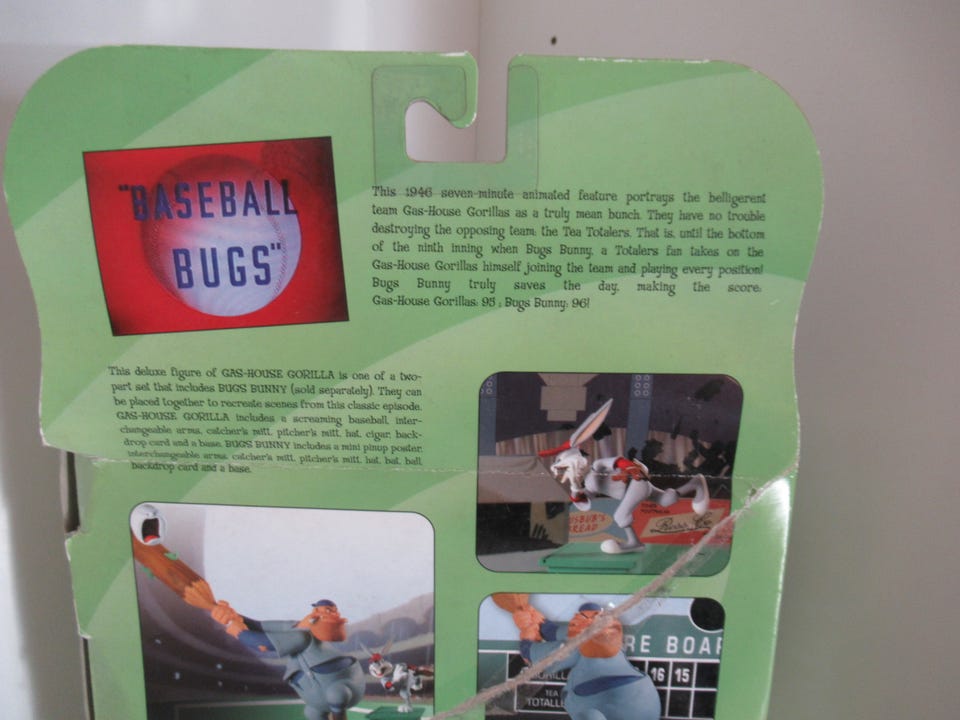 "BASEBALL
BUGS"
This 1946 seven-minute animated feature portrays the belligerent
team Gas-House Gorillas as a truly mean bunch. They have no trouble
destroying the opposing team: the Tea Totalers. That is, until the bottom
of the ninth inning when Bugs Bunny, a Totalers fan takes on the
Gas-House Gorillas himself joining the team and playing every position!
Bugs Bunny truly saves the day, making the score:
Gas-House Gorillas: 95 ; Bugs Bunny: 96!
This deluxe figure of GAS-HOUSE GORILLA is one of a two-
part set that includes BUGS BUNNY (sold separately). They can
be placed together to recreate scenes from this classic episode.
GAS-HOUSE GORILLA includes a screaming baseball, inter-
changeable arms, catcher's mitt, pitcher's mitt, hat, cigar, back-
drop card and a base. BUGS BUNNY includes a mini pinup poster,
interchangeable arms, catcher's mitt, pitcher's mitt, hat, bat, ball,
backdrop card and a base.
USBUB'S
READ
Ross. Co.
RE BOAR
GORILL
16 15
TEA
TOTALLE